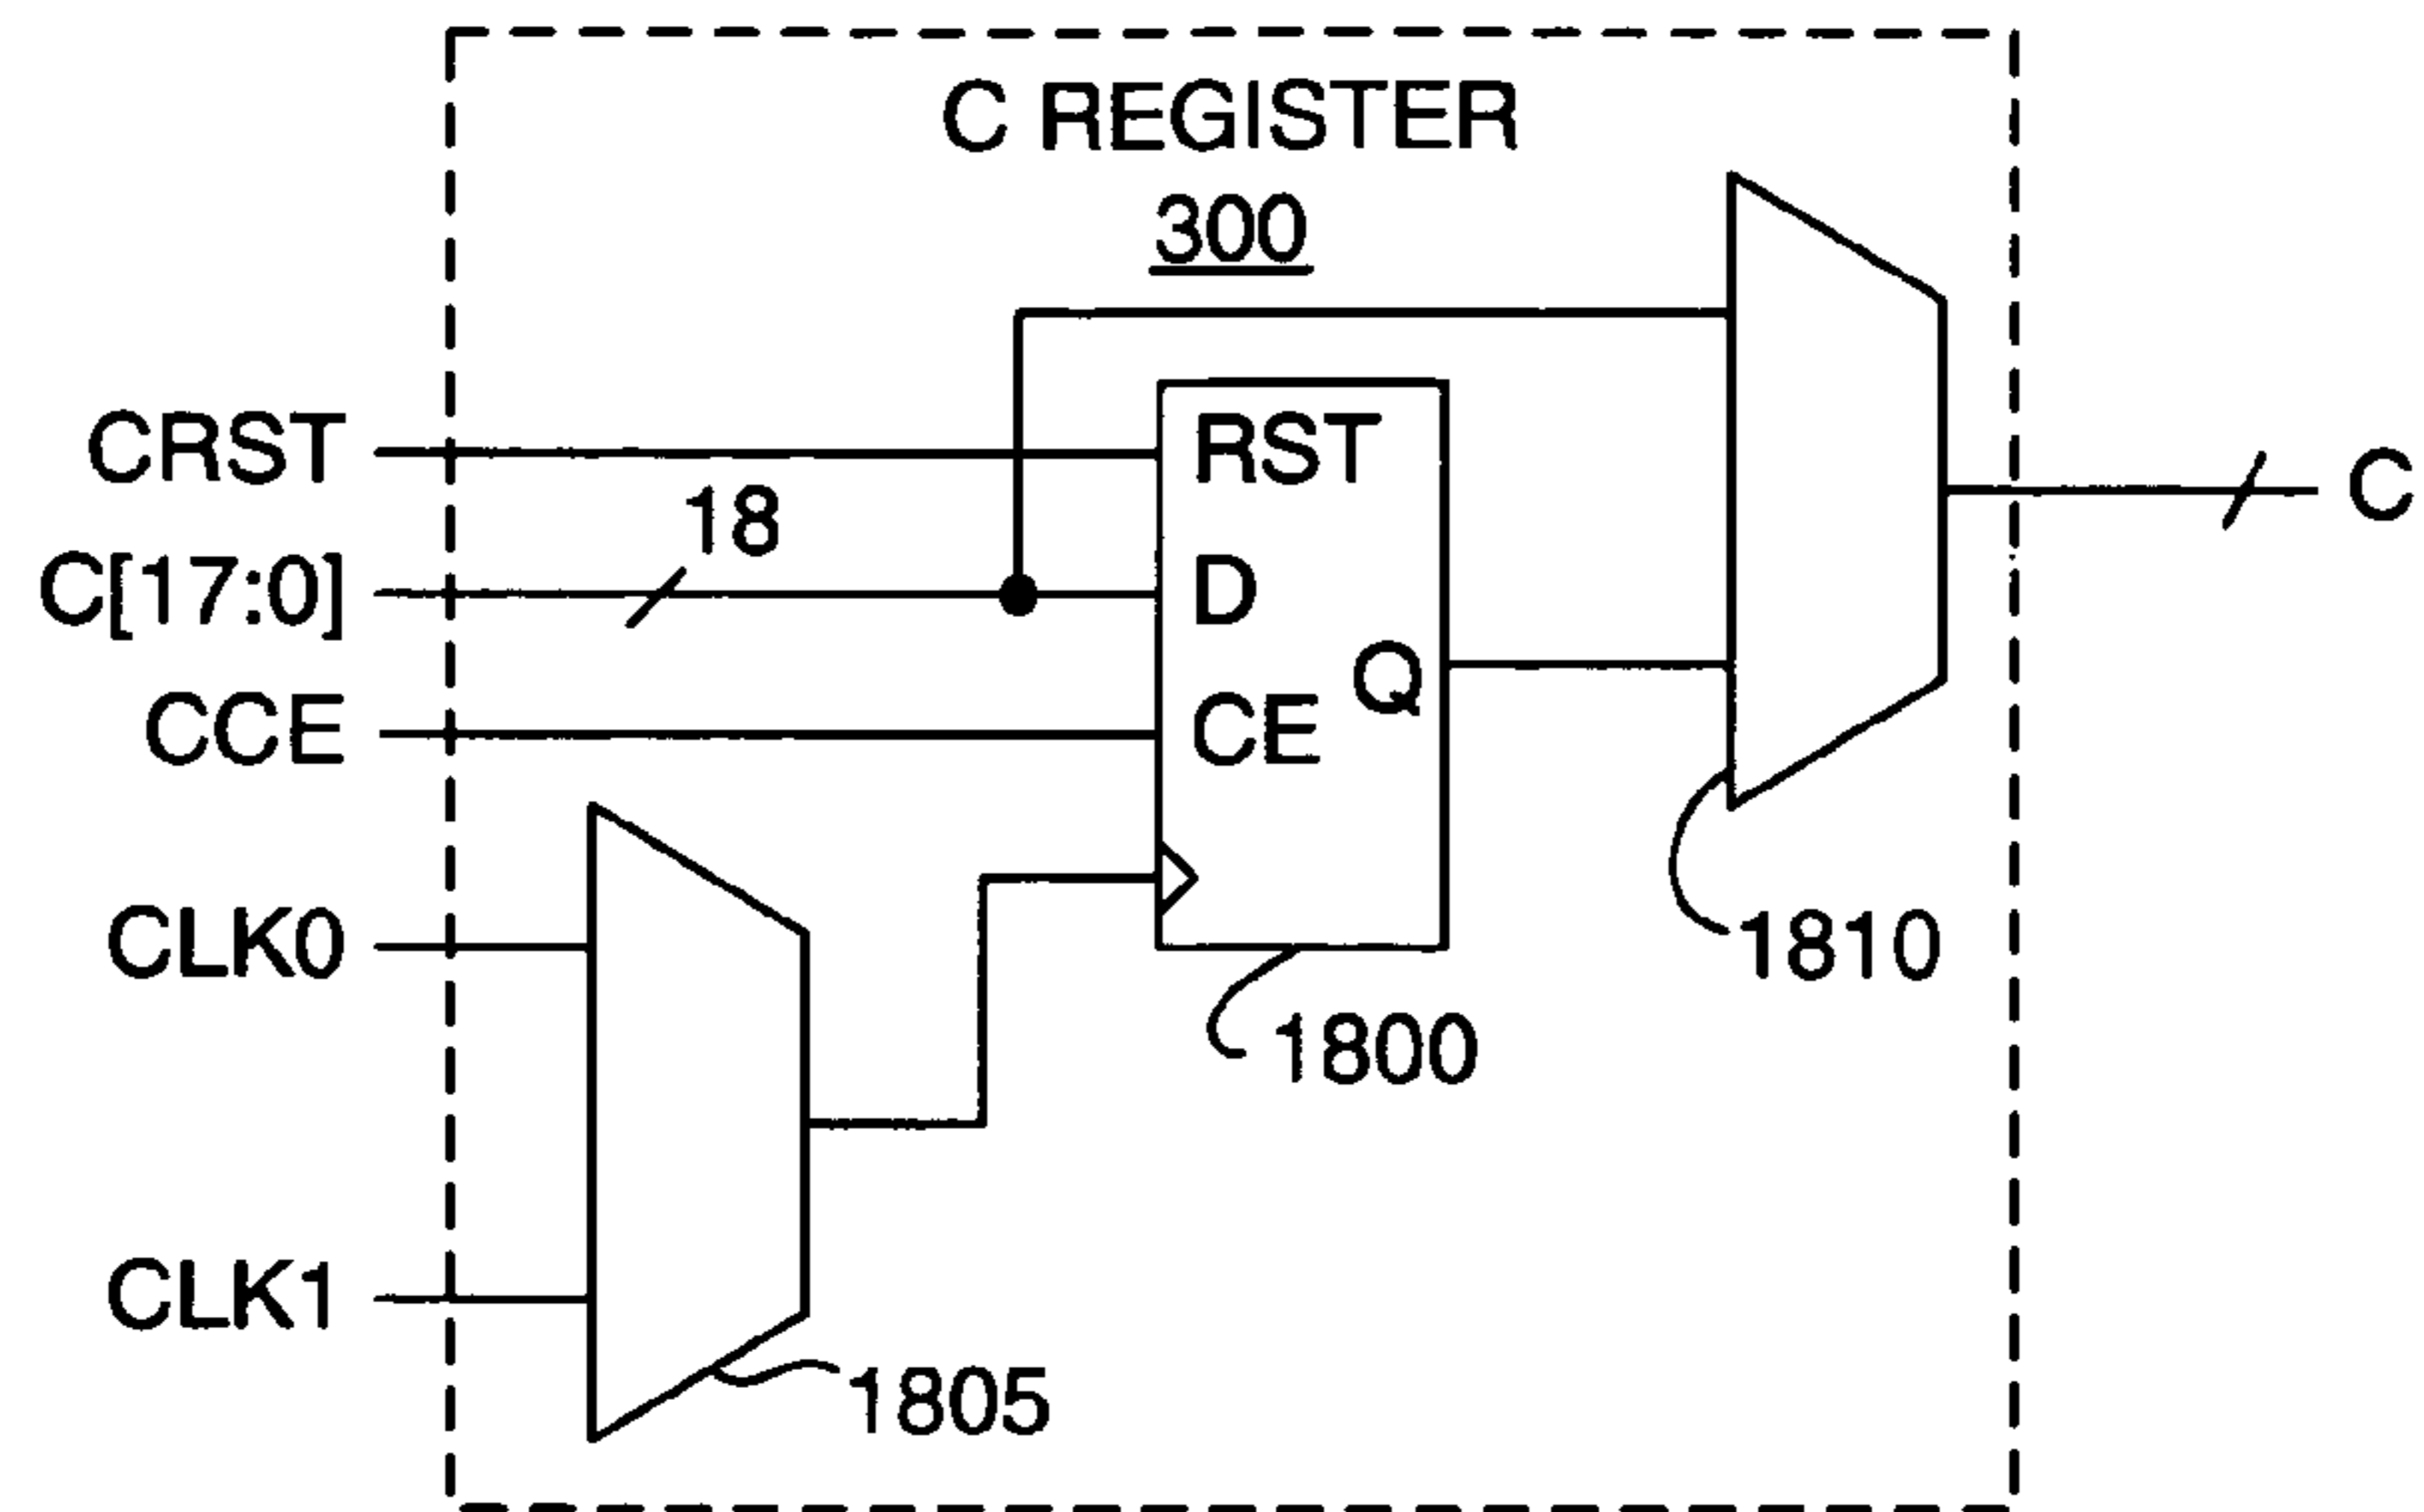 C REGISTER
300
CRST
RST
18
C
C[17:0]
D
Q
CCE
CE
CLK0
1810
1800
CLK1
1805